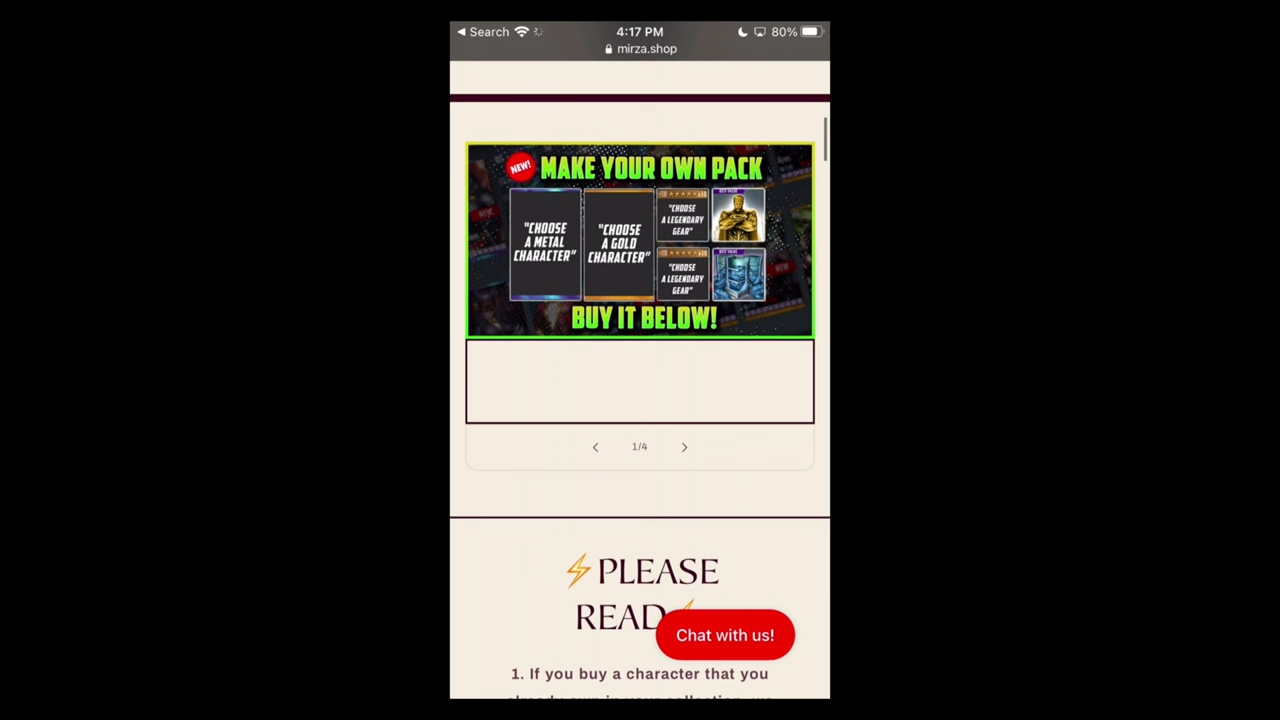 Search
4:17 PM
80%
mirza.shop
NEW!
MAKE YOUR OWN PACK
"CHOOSE
A METAL
CHARACTER"
"CHOOSE
A GOLD
CHARACTER"
"CHOOSE
A LEGENDARY
GEAR"
"CHOOSE
A LEGENDARY
GEAR"
BUY IT BELOW!
1/4
⚡PLEASE
READ⚡
Chat with us!
1. If you buy a character that you